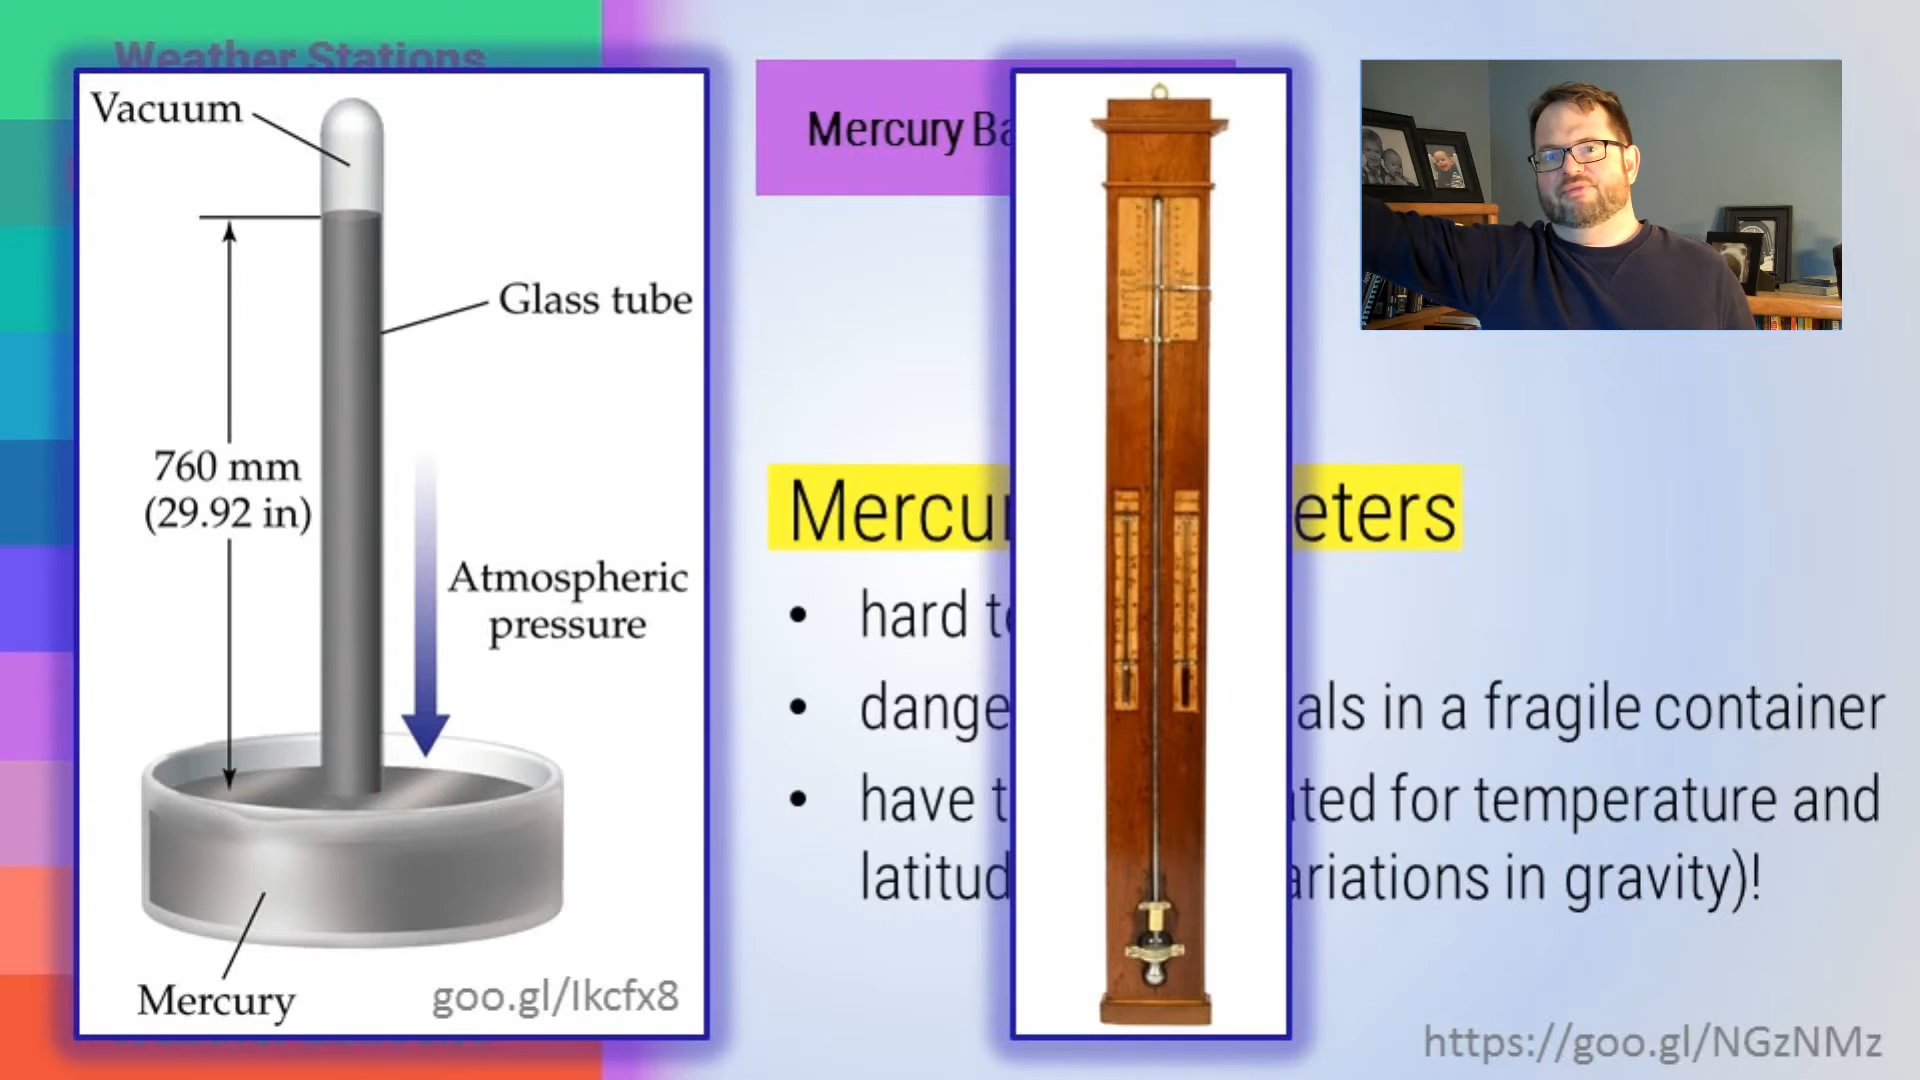 Weather Stations
Vacuum
Glass tube
760 mm
(29.92 in)
Atmospheric
pressure
Mercury
goo.gl/Ikcfx8
Mercury Ba
Mercu eters
• hard t
• dange als in a fragile container
• have t ted for temperature and
latitud ariations in gravity)!
https://goo.gl/NGzNMz